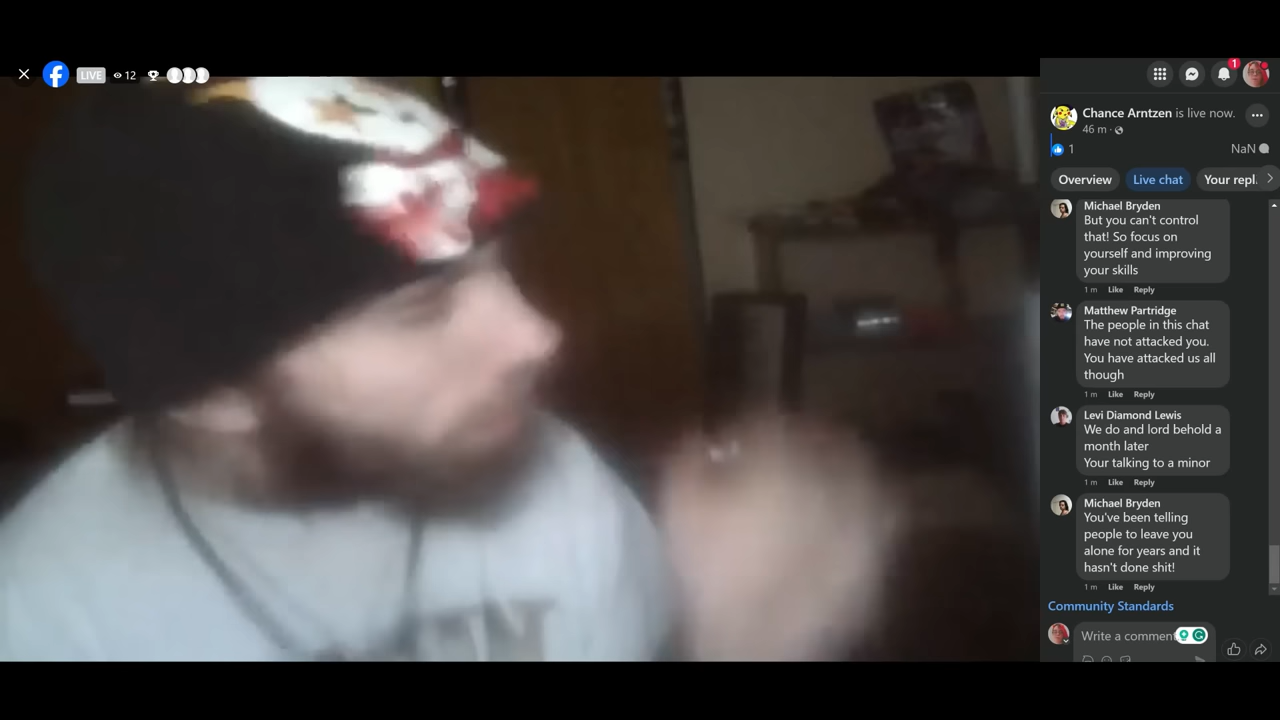 LIVE
12
1
Chance Arntzen is live now.
46 m
1
NaN
Overview
Live chat
Your repl.
Michael Bryden
But you can't control
that! So focus on
yourself and improving
your skills
1 m Like Reply
Matthew Partridge
The people in this chat
have not attacked you.
You have attacked us all
though
1 m Like Reply
Levi Diamond Lewis
We do and lord behold a
month later
Your talking to a minor
1 m Like Reply
Michael Bryden
You've been telling
people to leave you
alone for years and it
hasn't done shit!
1 m Like Reply
Community Standards
Write a comment